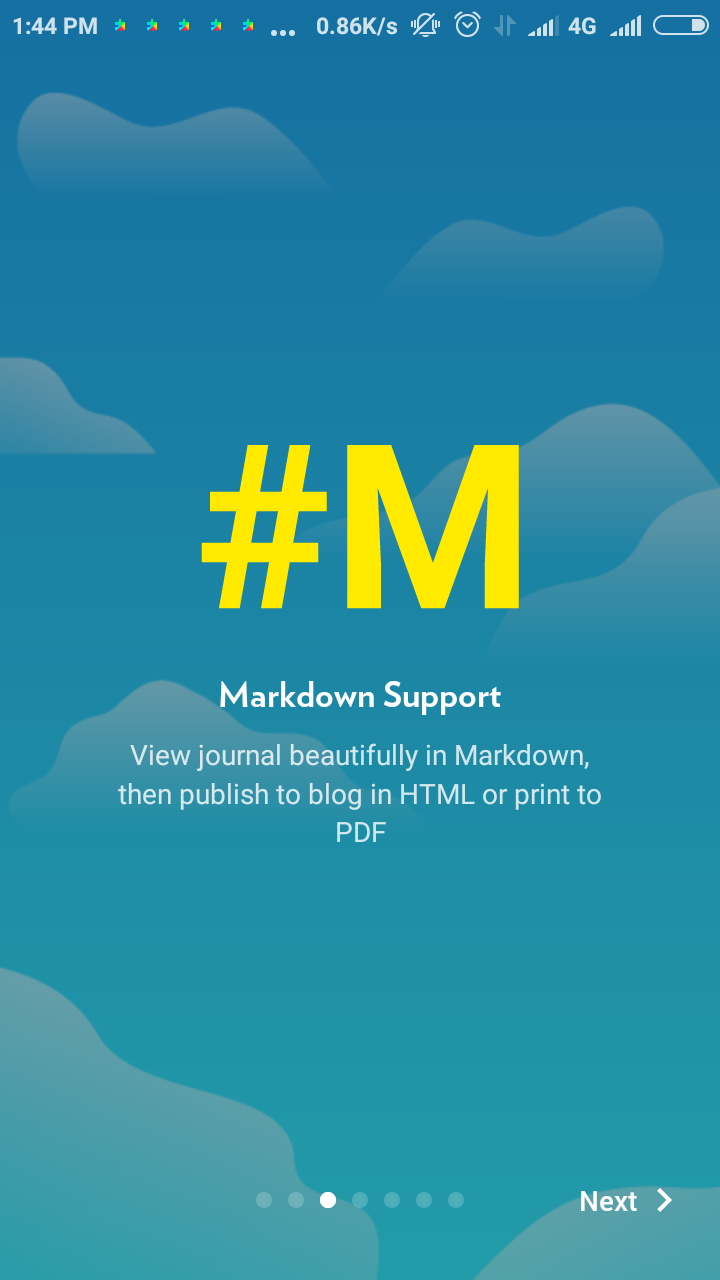 1:44 PM ... 0.86K/s 4G
#M
Markdown Support
View journal beautifully in Markdown,
then publish to blog in HTML or print to
PDF
Next